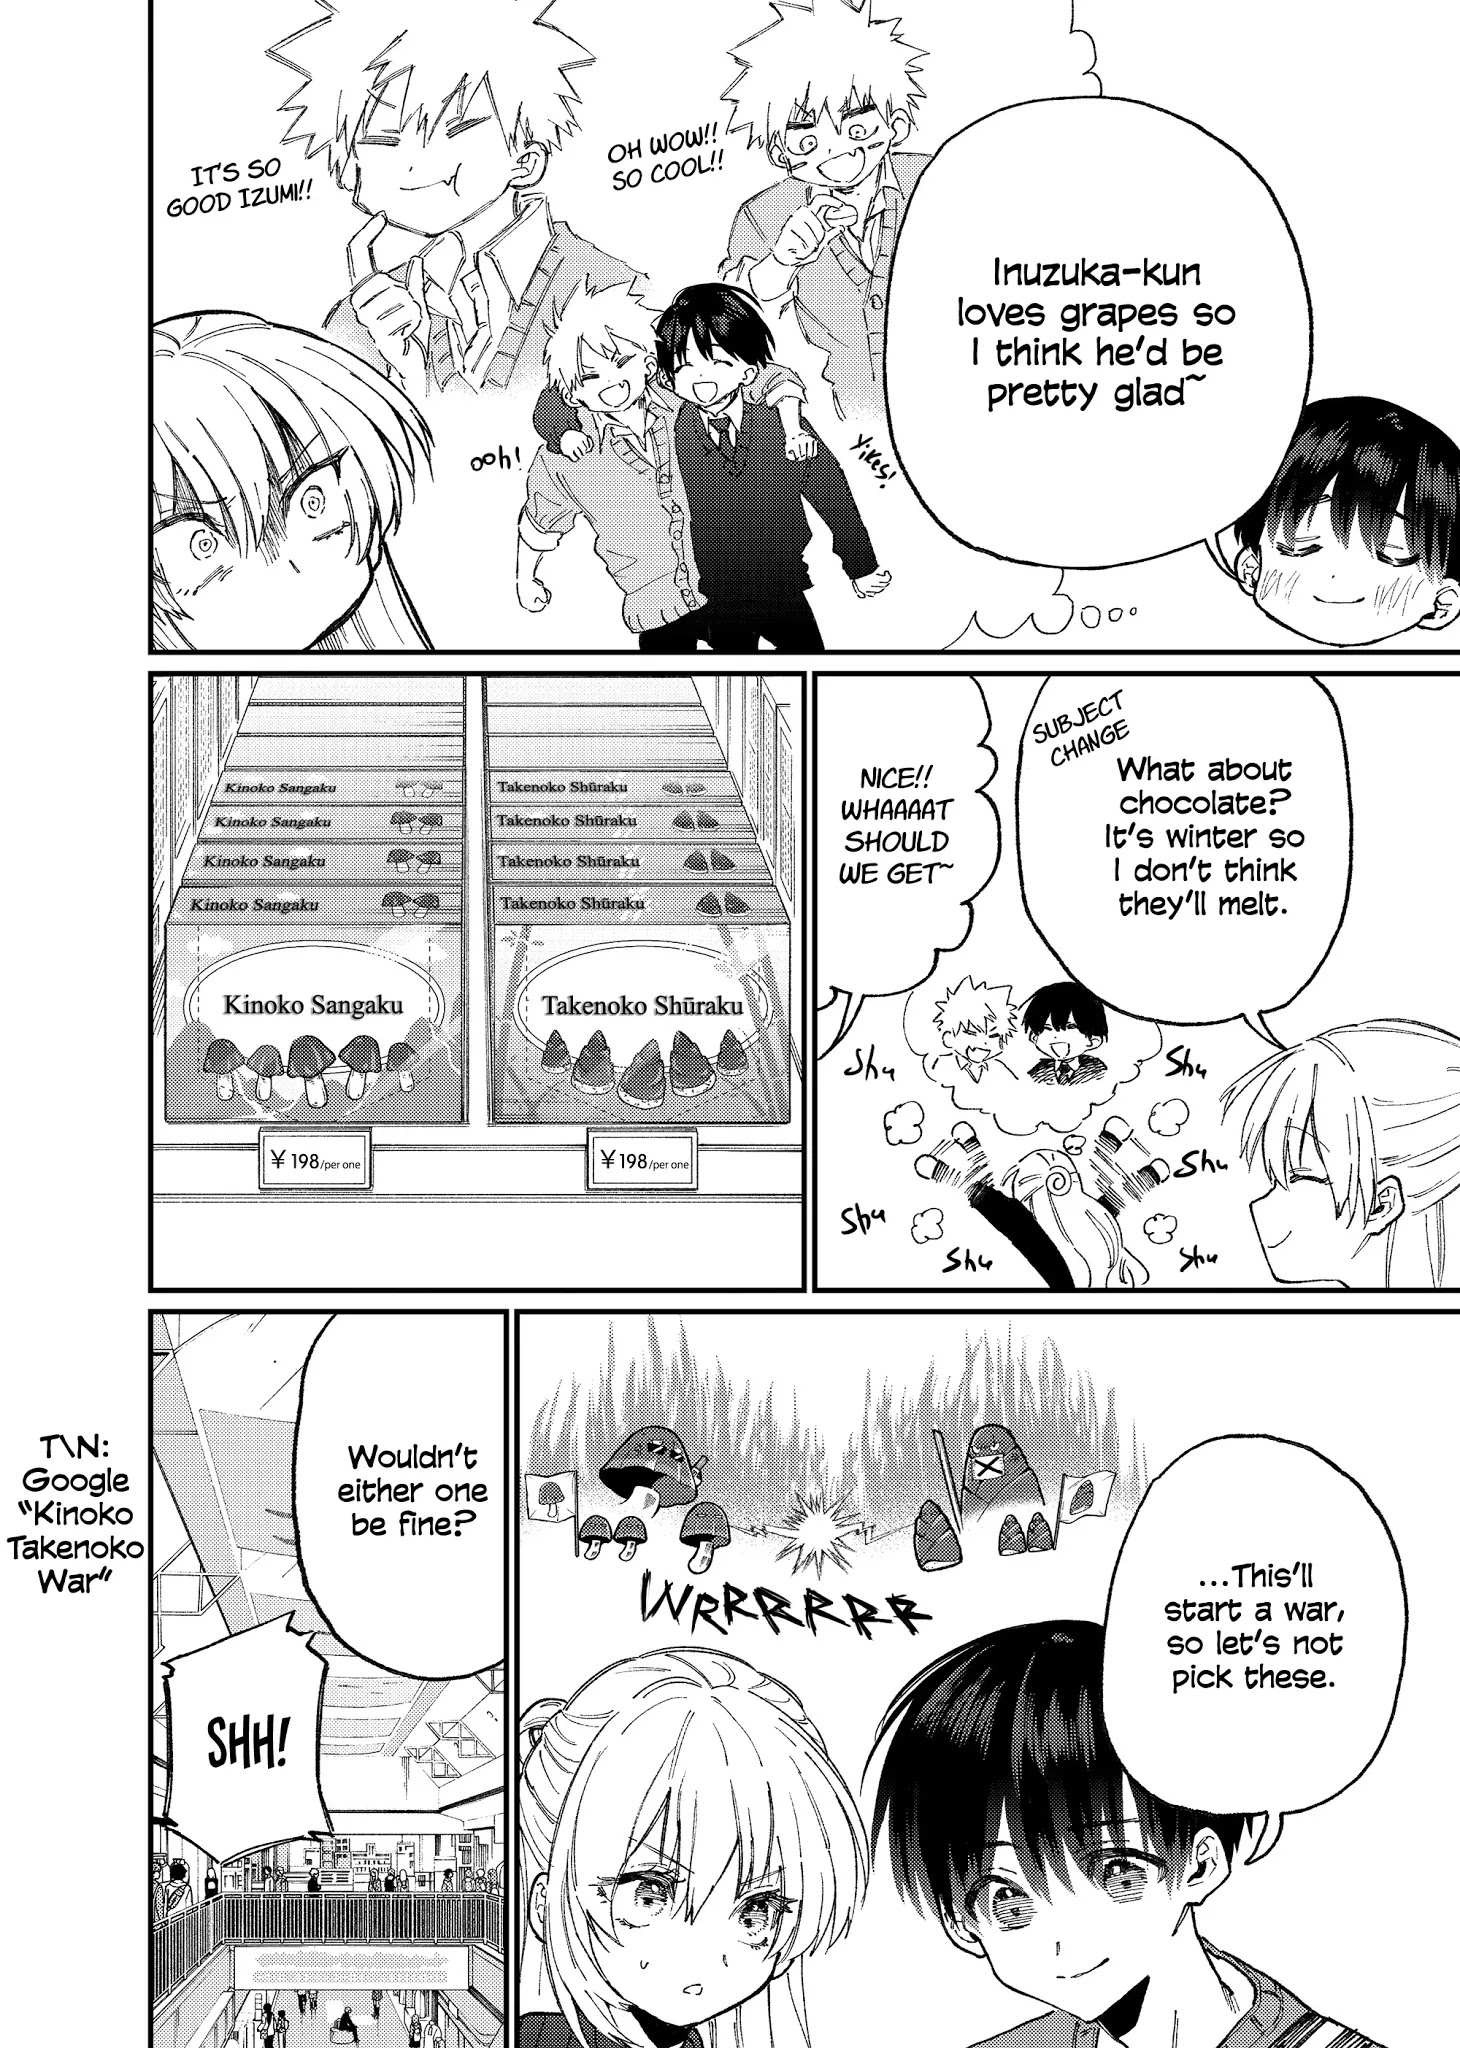 Inuzuka-kun
loves grapes so
I think he'd be
pretty glad~
OH WOW!!
SO COOL!!
IT'S SO
GOOD IZUMI!!
ooh!
Yikes!
SUBJECT
CHANGE
What about
chocolate?
It's winter so
I don't think
they'll melt.
NICE!!
WHAAAAT
SHOULD
WE GET~
Shu
Shu
Shu
Shu
Shu
Shu
Kinoko Sangaku
Kinoko Sangaku
Kinoko Sangaku
Kinoko Sangaku
Kinoko Sangaku
¥198/per one
Takenoko Shūraku
Takenoko Shūraku
Takenoko Shūraku
Takenoko Shūraku
Takenoko Shūraku
¥198/per one
...This'll
start a war,
so let's not
pick these.
WRRRRRRR
Wouldn't
either one
be fine?
SHH!
T\N:
Google
"Kinoko
Takenoko
War"